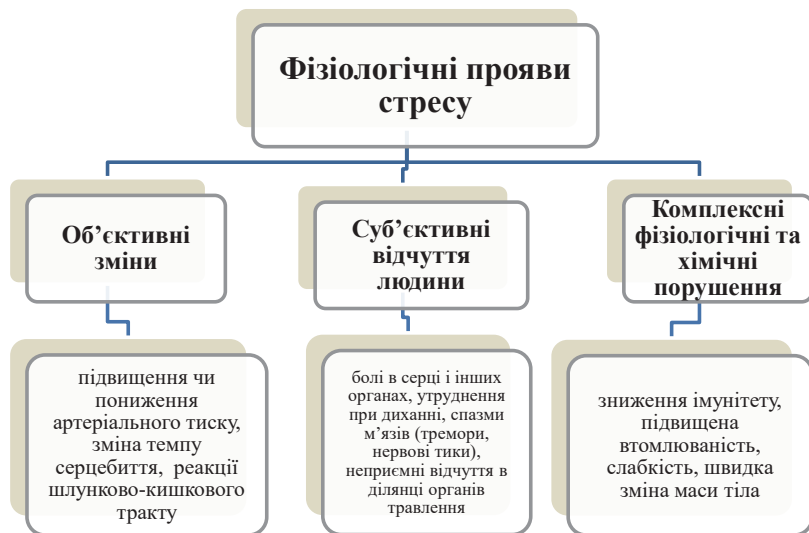 Фізіологічні прояви
стресу
Об’єктивні
зміни
Суб’єктивні
відчуття
людини
Комплексні
фізіологічні та
хімічні
порушення
підвищення чи
пониження
артеріального тиску,
зміна темпу
серцебиття, реакції
шлунково-кишкового
тракту
болі в серці і інших
органах, утруднення
при диханні, спазми
м’язів (тремори,
нервові тики),
неприємні відчуття в
ділянці органів
травлення
зниження імунітету,
підвищена
втомлюваність,
слабкість, швидка
зміна маси тіла